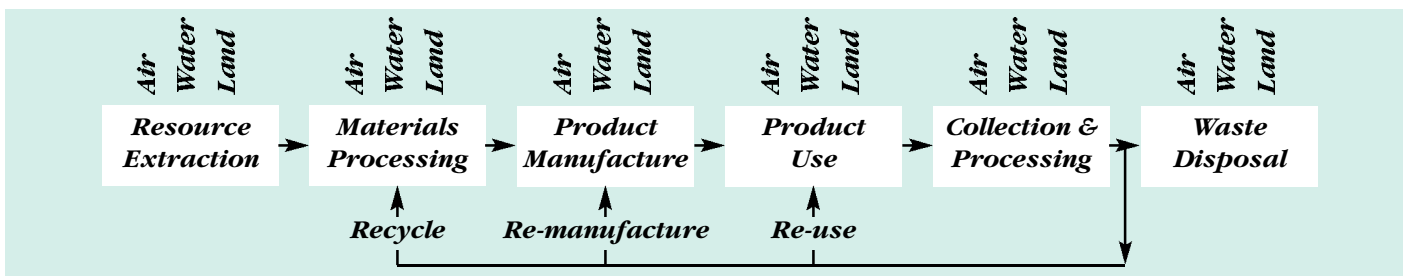 Air Water Land
Air Water Land
Air Water Land
Air Water Land
Air Water Land
Air Water Land
Resource
Extraction
Materials
Processing
Product
Manufacture
Product
Use
Collection &
Processing
Waste
Disposal
Recycle
Re-manufacture
Re-use